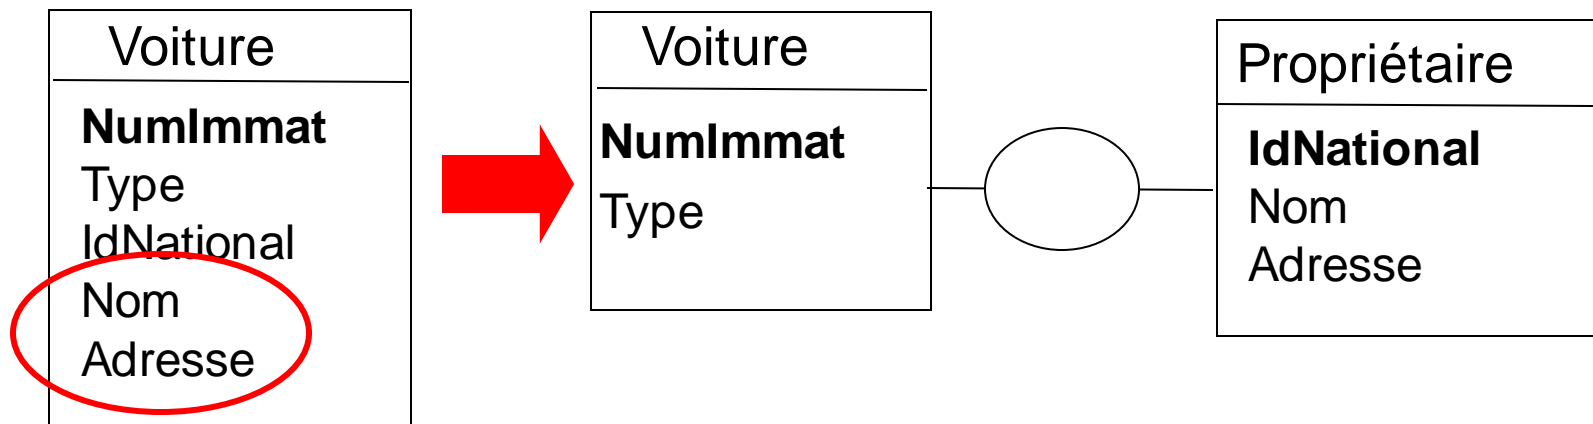 Voiture
NumImmat
Type
IdNational
Nom
Adresse
Voiture
NumImmat
Type
Propriétaire
IdNational
Nom
Adresse